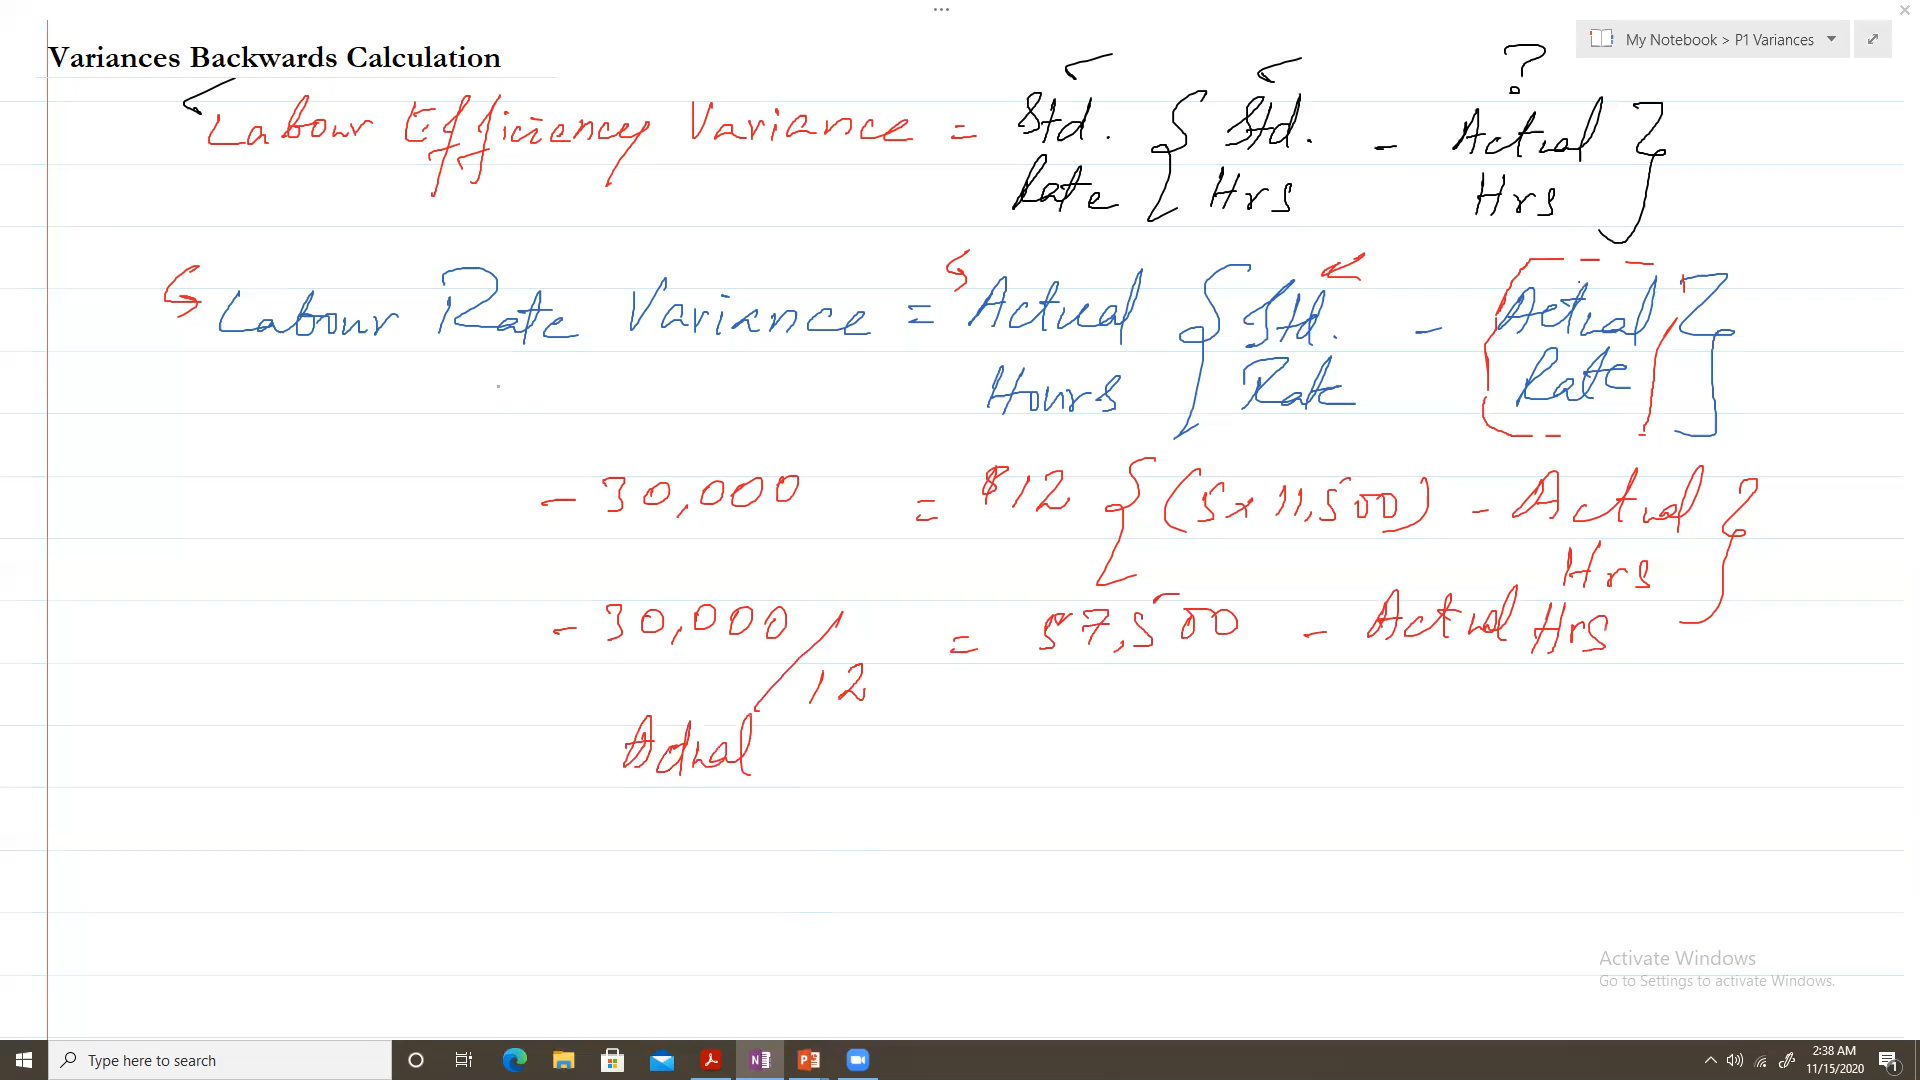 My Notebook > P1 Variances
Variances Backwards Calculation
?
Labour Efficiency Variance = Std. Rate { Std. Hrs - Actual Hrs }
Labour Rate Variance = Actual Hours { Std. Rate - Actual Rate }
- 30,000 = $12 { (5 x 11,500) - Actual Hrs }
- 30,000/12 = 57,500 - Actual Hrs
Actual
Activate Windows
Go to Settings to activate Windows.
Type here to search
2:38 AM
11/15/2020
1